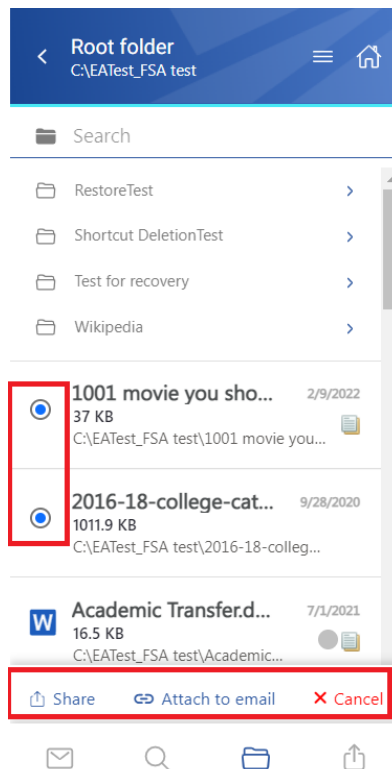 Root folder
C:\EATest_FSA test
Search
RestoreTest
Shortcut DeletionTest
Test for recovery
Wikipedia
1001 movie you sho... 2/9/2022
37 KB
C:\EATest_FSA test\1001 movie you...
2016-18-college-cat... 9/28/2020
1011.9 KB
C:\EATest_FSA test\2016-18-colleg...
W Academic Transfer.d... 7/1/2021
16.5 KB
C:\EATest_FSA test\Academic...
Share Attach to email Cancel